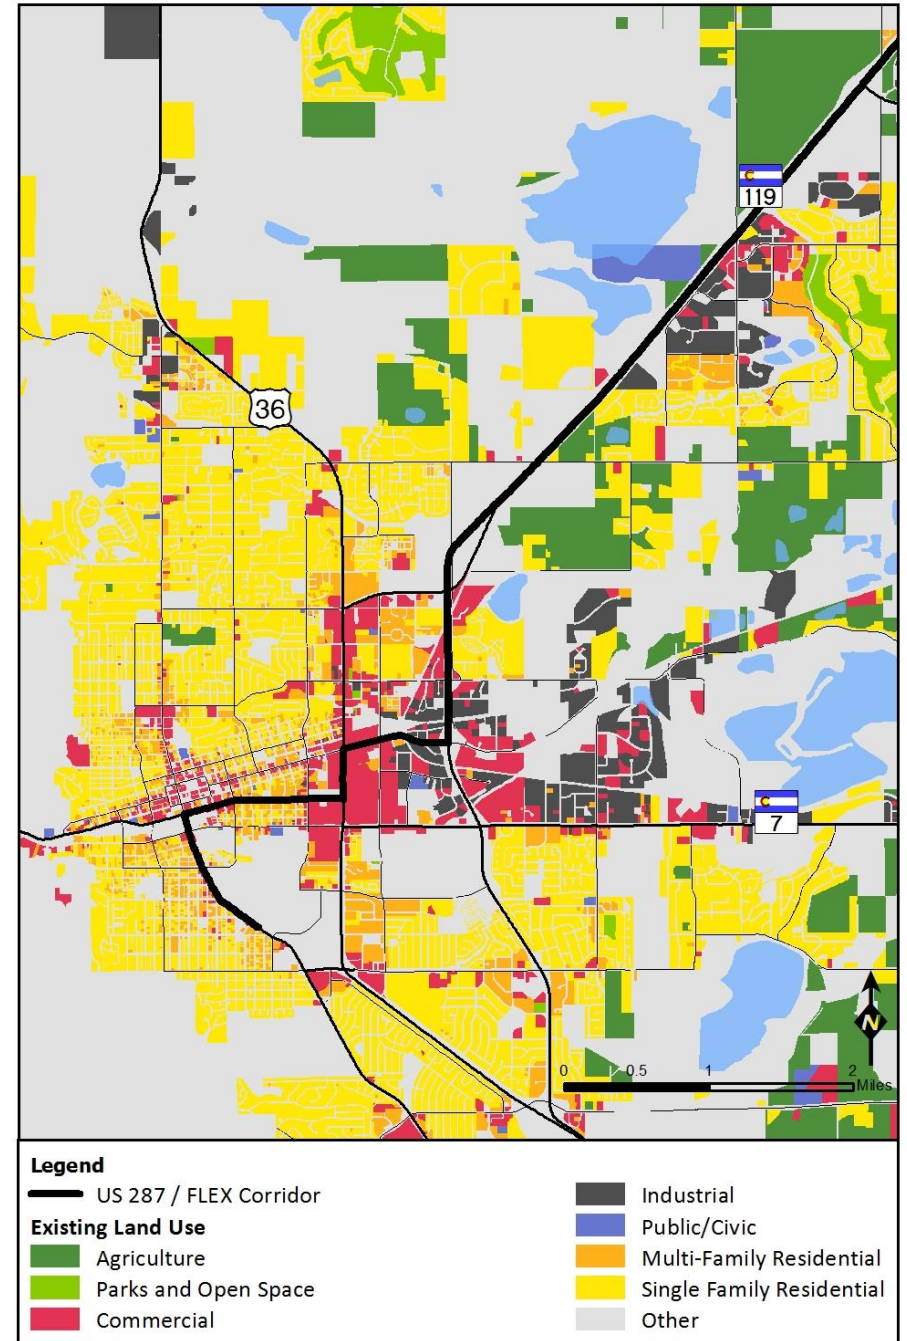 C
119
36
C
7
N
0 0.5 1 2
Miles
Legend
US 287 / FLEX Corridor
Existing Land Use
Agriculture
Parks and Open Space
Commercial
Industrial
Public/Civic
Multi-Family Residential
Single Family Residential
Other